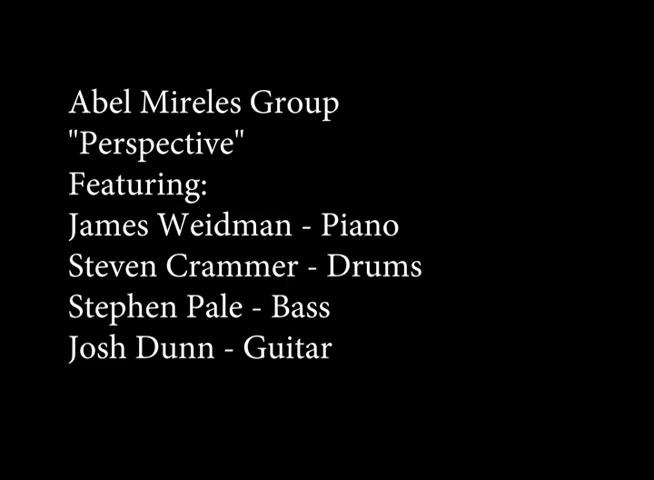 Abel Mireles Group
"Perspective"
Featuring:
James Weidman - Piano
Steven Crammer - Drums
Stephen Pale - Bass
Josh Dunn - Guitar